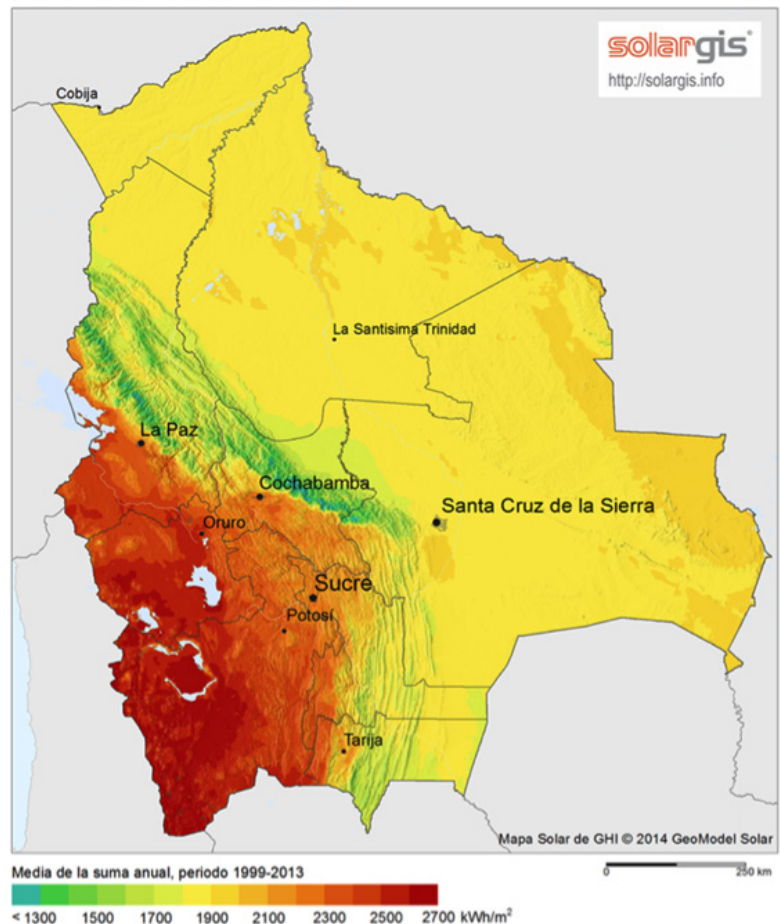 solargis
http://solargis.info
Cobija
La Santisima Trinidad
La Paz
Cochabamba
Santa Cruz de la Sierra
Oruro
Sucre
Potosí
Tarija
Mapa Solar de GHI © 2014 GeoModel Solar
Media de la suma anual, periodo 1999-2013
0 250 km
< 1300 1500 1700 1900 2100 2300 2500 2700 kWh/m²